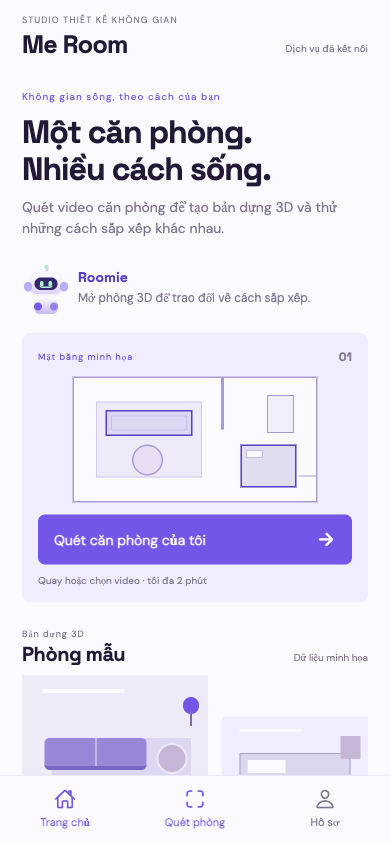 STUDIO THIẾT KẾ KHÔNG GIAN
Me Room
Dịch vụ đã kết nối
Không gian sống, theo cách của bạn
Một căn phòng.
Nhiều cách sống.
Quét video căn phòng để tạo bản dựng 3D và thử
những cách sắp xếp khác nhau.
Roomie
Mở phòng 3D để trao đổi về cách sắp xếp.
Mặt bằng minh họa
01
Quét căn phòng của tôi
Quay hoặc chọn video · tối đa 2 phút
Bản dựng 3D
Phòng mẫu
Dữ liệu minh họa
Trang chủ
Quét phòng
Hồ sơ